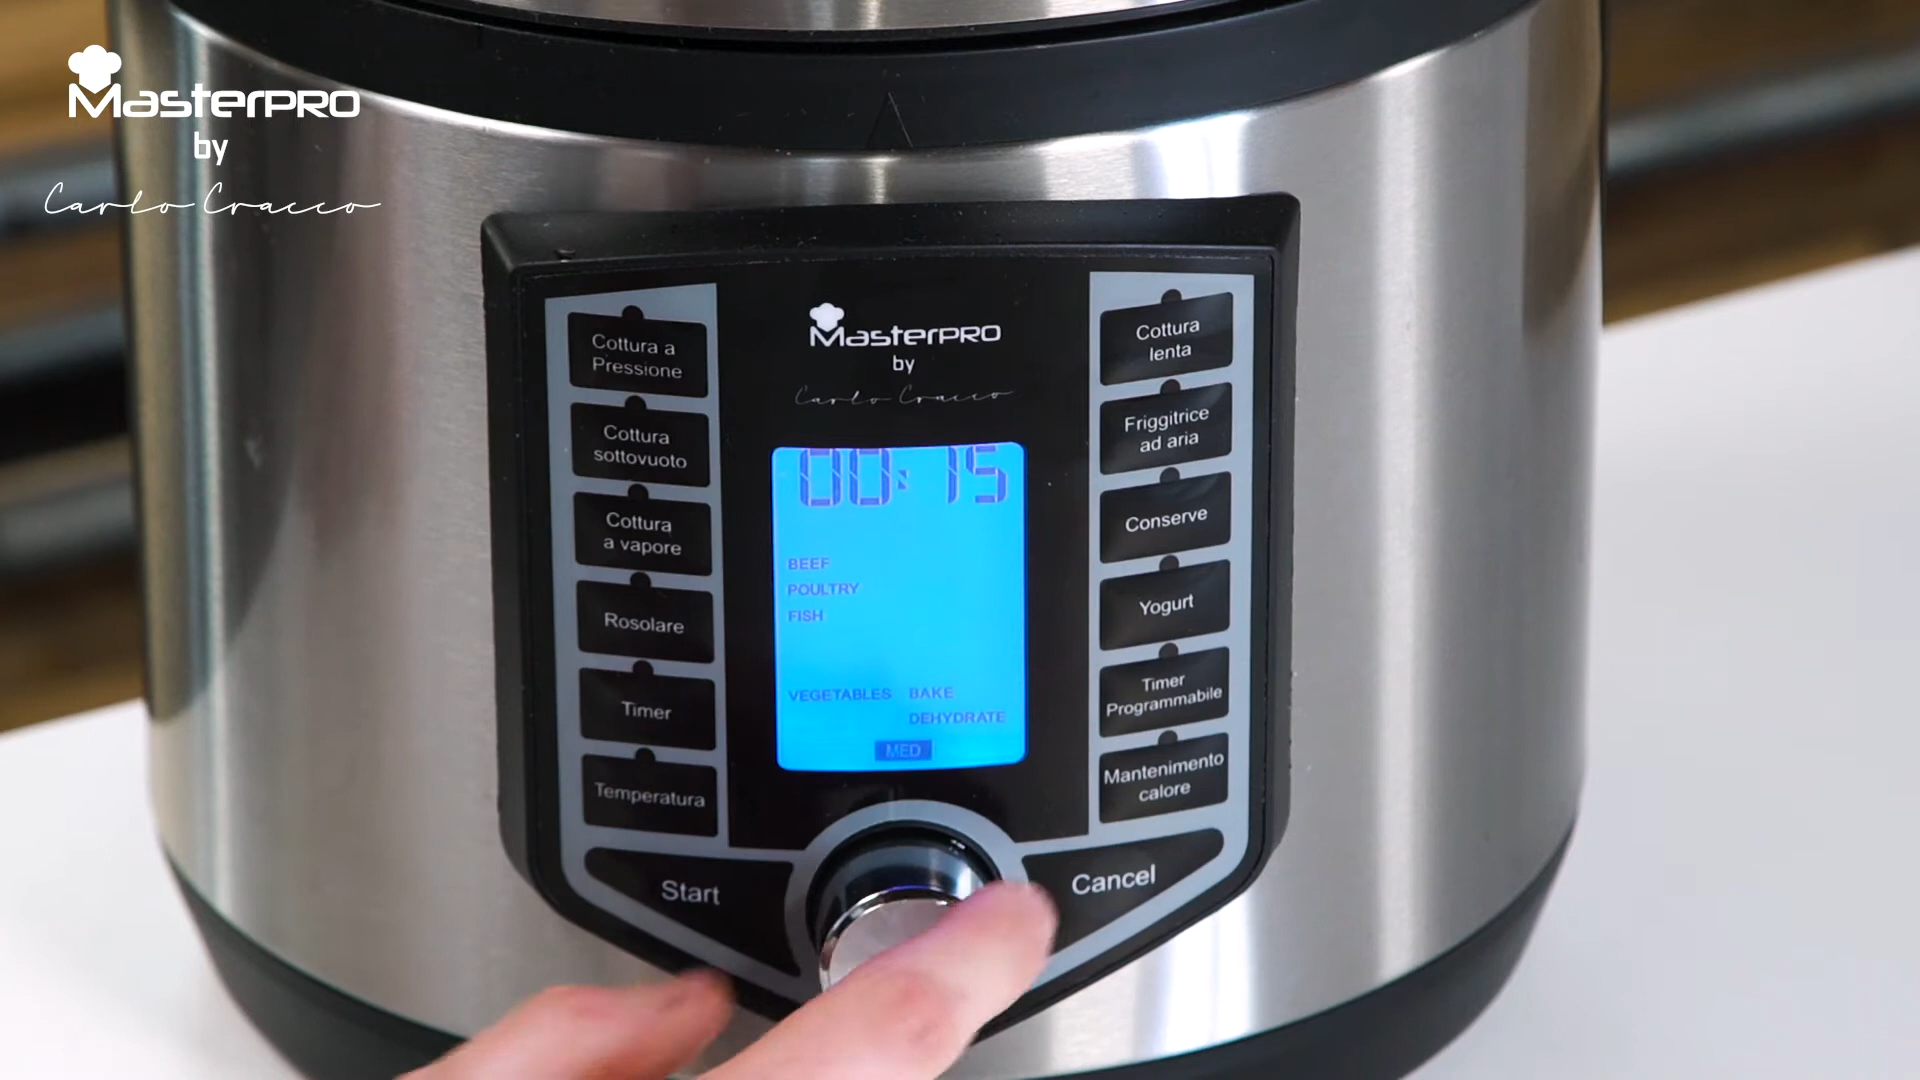 MasterPRO
by
Carlo Cracco
MasterPRO
by
Carlo Cracco
Cottura a
Pressione
Cottura
sottovuoto
Cottura
a vapore
Rosolare
Timer
Temperatura
Start
00:15
BEEF
POULTRY
FISH
VEGETABLES BAKE
DEHYDRATE
MED
Cottura
lenta
Friggitrice
ad aria
Conserve
Yogurt
Timer
Programmabile
Mantenimento
calore
Cancel